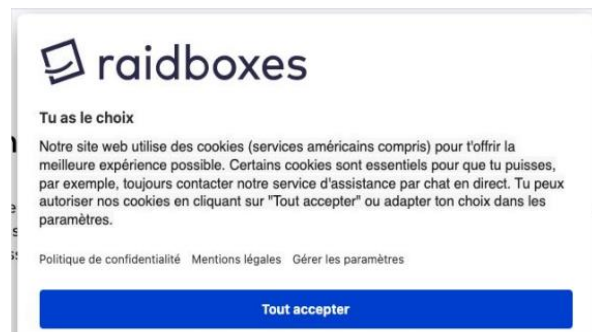 raidboxes
Tu as le choix
Notre site web utilise des cookies (services américains compris) pour t'offrir la
meilleure expérience possible. Certains cookies sont essentiels pour que tu puisses,
par exemple, toujours contacter notre service d'assistance par chat en direct. Tu peux
autoriser nos cookies en cliquant sur "Tout accepter" ou adapter ton choix dans les
paramètres.
Politique de confidentialité Mentions légales Gérer les paramètres
Tout accepter